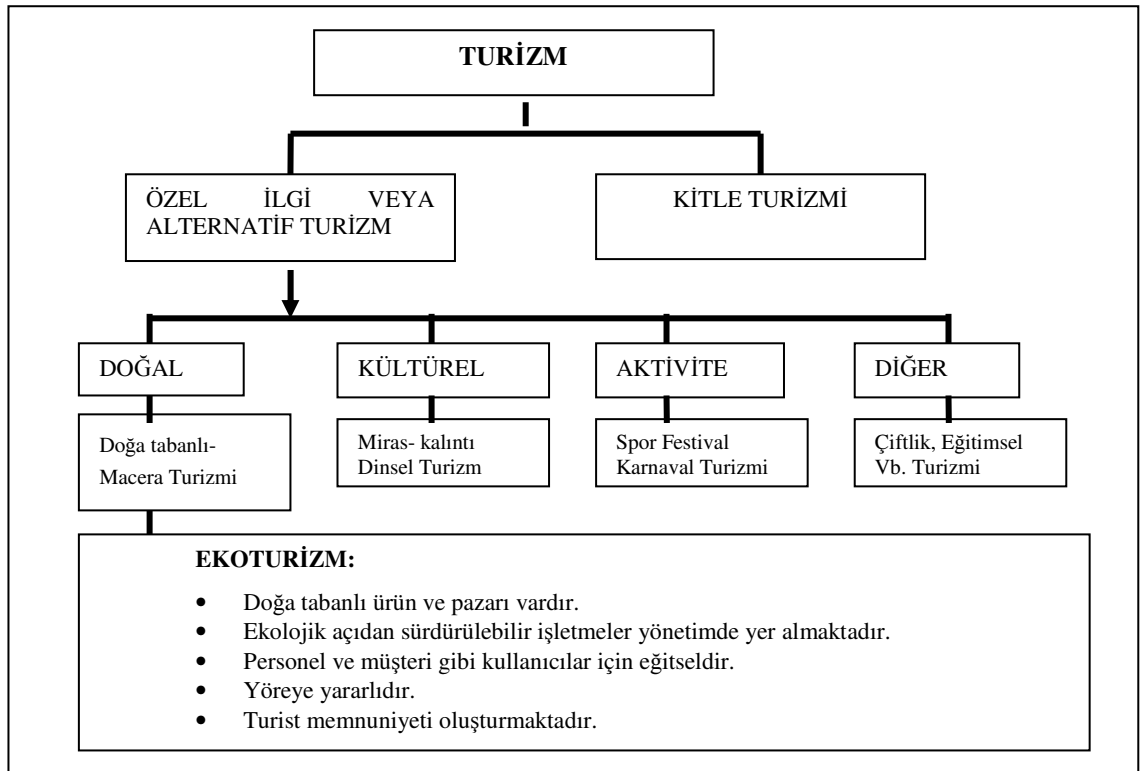 TURİZM
ÖZEL İLGİ VEYA
ALTERNATİF TURİZM
KİTLE TURİZMİ
DOĞAL
KÜLTÜREL
AKTİVİTE
DİĞER
Doğa tabanlı-
Macera Turizmi
Miras- kalıntı
Dinsel Turizm
Spor Festival
Karnaval Turizmi
Çiftlik, Eğitimsel
Vb. Turizmi
EKOTURİZM:
• Doğa tabanlı ürün ve pazarı vardır.
• Ekolojik açıdan sürdürülebilir işletmeler yönetimde yer almaktadır.
• Personel ve müşteri gibi kullanıcılar için eğitseldir.
• Yöreye yararlıdır.
• Turist memnuniyeti oluşturmaktadır.